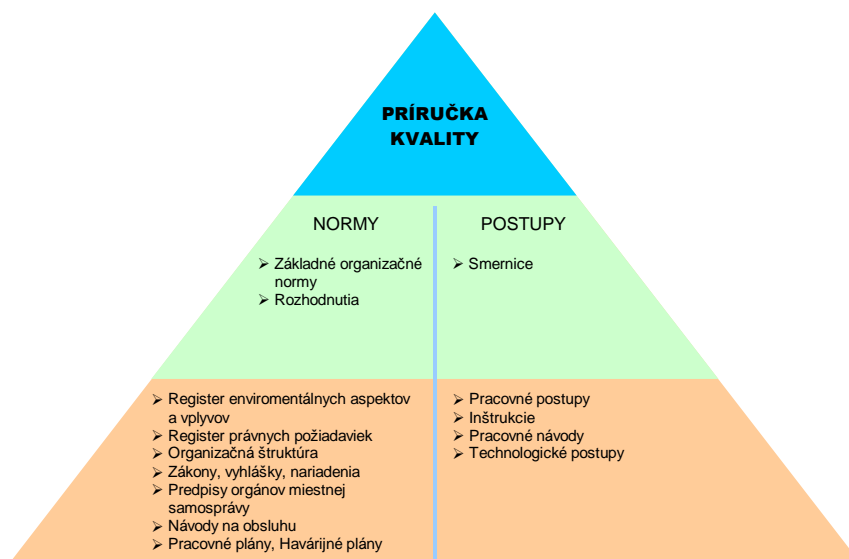 PRÍRUČKA
KVALITY
NORMY
➢ Základné organizačné
normy
➢ Rozhodnutia
POSTUPY
➢ Smernice
➢ Register enviromentálnych aspektov
a vplyvov
➢ Register právnych požiadaviek
➢ Organizačná štruktúra
➢ Zákony, vyhlášky, nariadenia
➢ Predpisy orgánov miestnej
samosprávy
➢ Návody na obsluhu
➢ Pracovné plány, Havárijné plány
➢ Pracovné postupy
➢ Inštrukcie
➢ Pracovné návody
➢ Technologické postupy